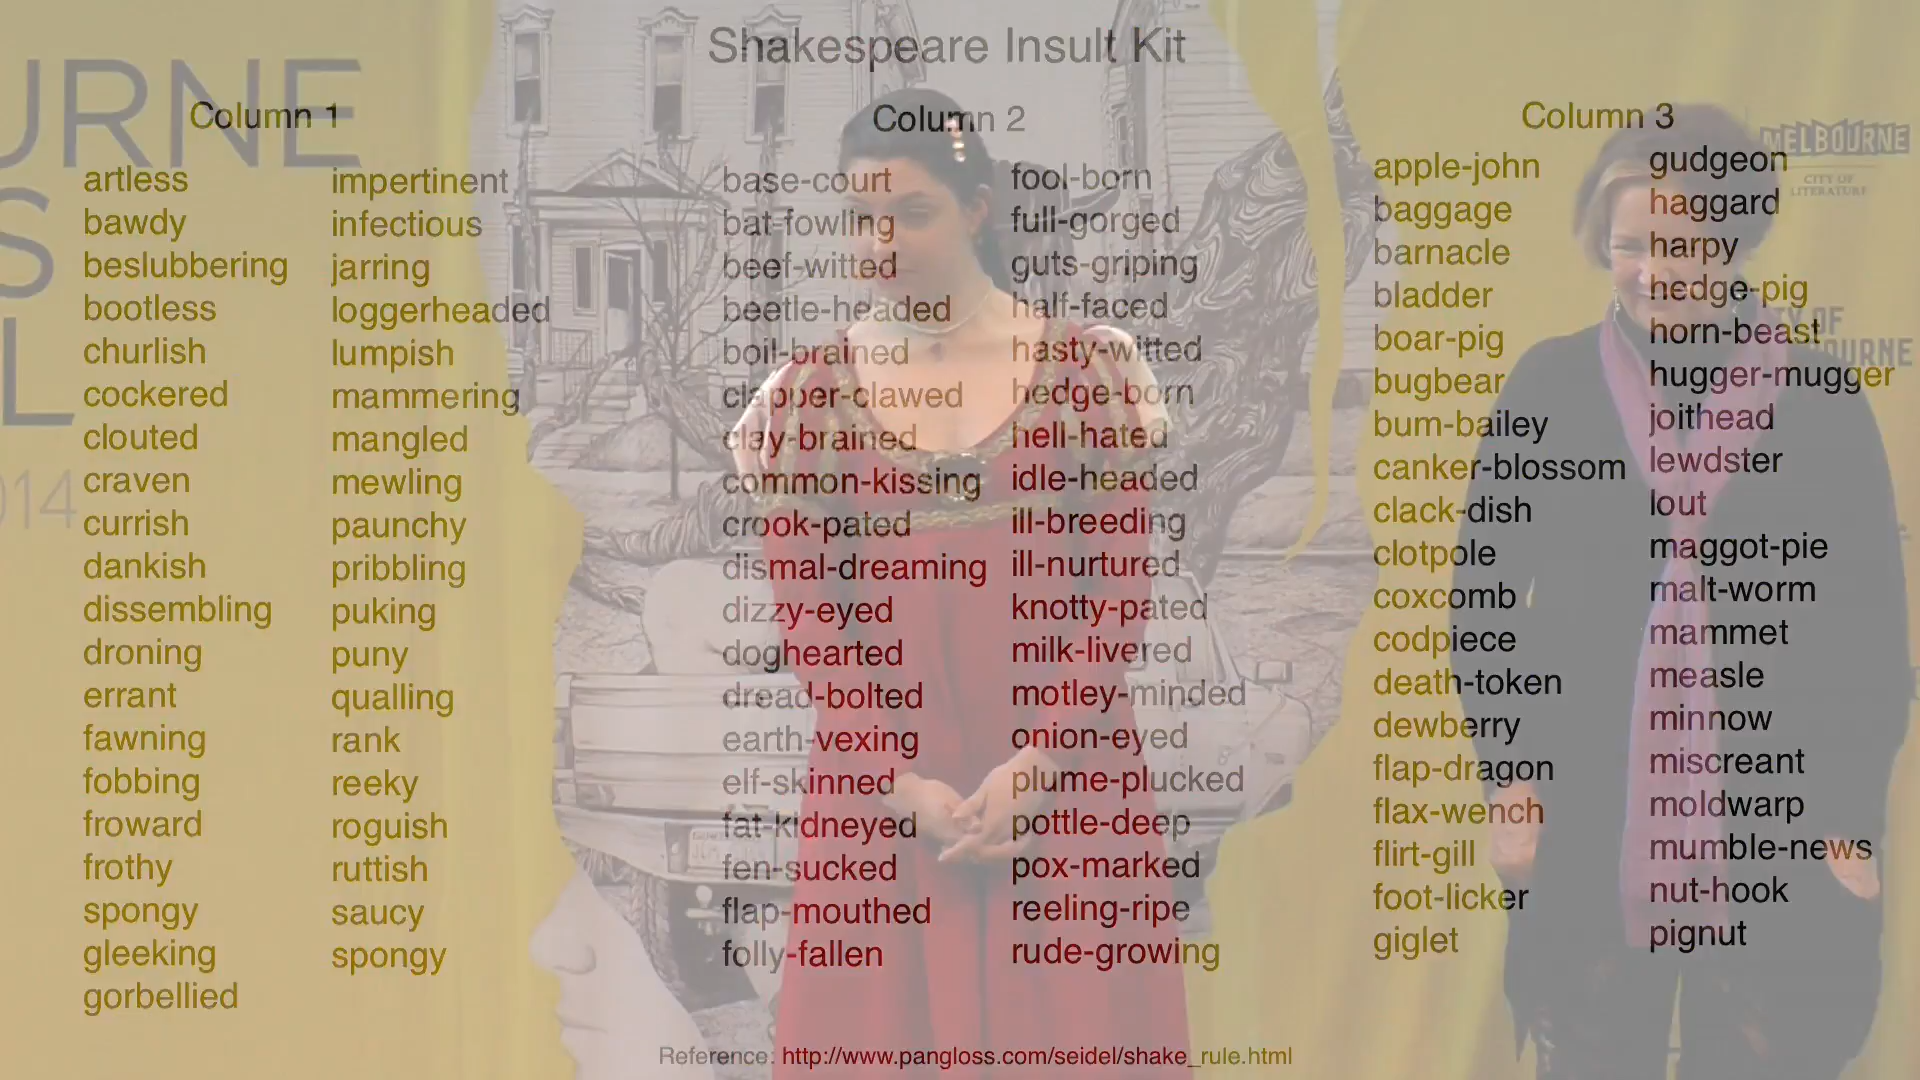 Shakespeare Insult Kit
Column 1
artless
bawdy
beslubbering
bootless
churlish
cockered
clouted
craven
currish
dankish
dissembling
droning
errant
fawning
fobbing
froward
frothy
spongy
gleeking
gorbellied
impertinent
infectious
jarring
loggerheaded
lumpish
mammering
mangled
mewling
paunchy
pribbling
puking
puny
qualling
rank
reeky
roguish
ruttish
saucy
spongy
Column 2
base-court
bat-fowling
beef-witted
beetle-headed
boil-brained
clapper-clawed
clay-brained
common-kissing
crook-pated
dismal-dreaming
dizzy-eyed
doghearted
dread-bolted
earth-vexing
elf-skinned
fat-kidneyed
fen-sucked
flap-mouthed
folly-fallen
fool-born
full-gorged
guts-griping
half-faced
hasty-witted
hedge-born
hell-hated
idle-headed
ill-breeding
ill-nurtured
knotty-pated
milk-livered
motley-minded
onion-eyed
plume-plucked
pottle-deep
pox-marked
reeling-ripe
rude-growing
Column 3
apple-john
baggage
barnacle
bladder
boar-pig
bugbear
bum-bailey
canker-blossom
clack-dish
clotpole
coxcomb
codpiece
death-token
dewberry
flap-dragon
flax-wench
flirt-gill
foot-licker
giglet
gudgeon
haggard
harpy
hedge-pig
horn-beast
hugger-mugger
joithead
lewdster
lout
maggot-pie
malt-worm
mammet
measle
minnow
miscreant
moldwarp
mumble-news
nut-hook
pignut
Reference: http://www.pangloss.com/seidel/shake_rule.html
URNE
S
L
014
MELBOURNE
CITY OF
LITERATURE
TY OF
OURNE